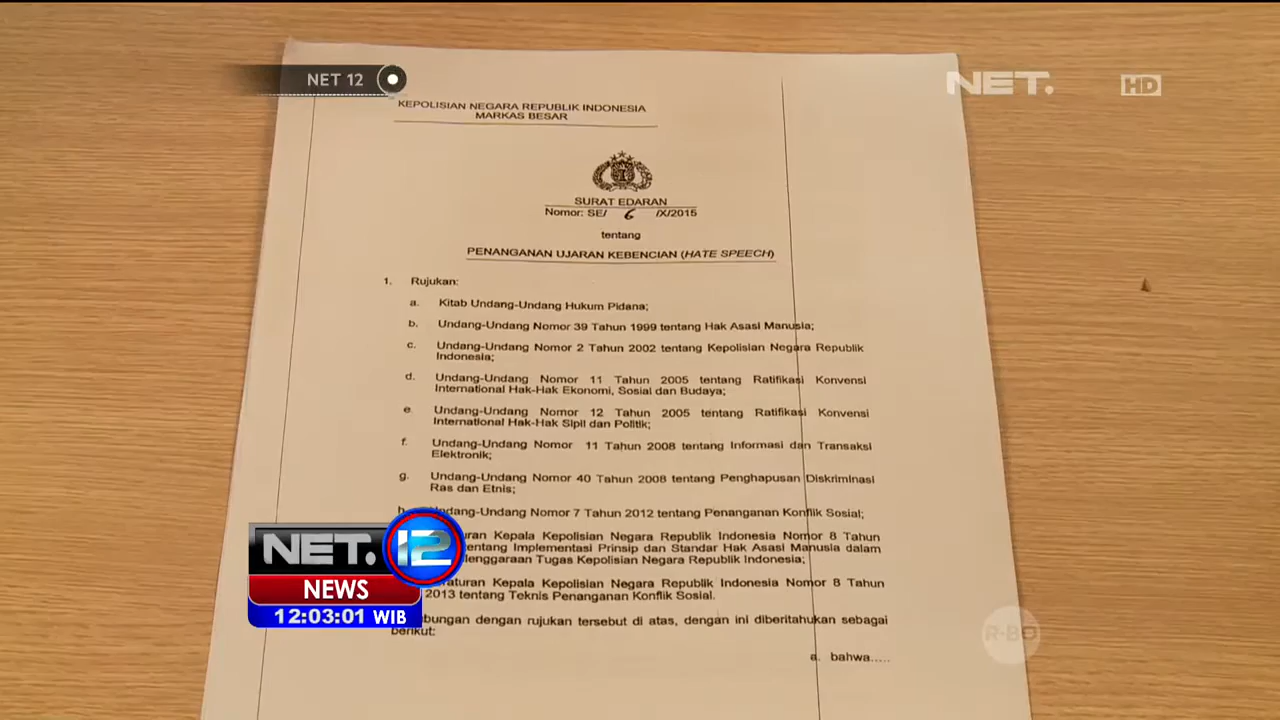 NET 12
NET.
HD
KEPOLISIAN NEGARA REPUBLIK INDONESIA
MARKAS BESAR
SURAT EDARAN
Nomor: SE/ 6 /X/2015
tentang
PENANGANAN UJARAN KEBENCIAN (HATE SPEECH)
1. Rujukan:
a. Kitab Undang-Undang Hukum Pidana;
b. Undang-Undang Nomor 39 Tahun 1999 tentang Hak Asasi Manusia;
c. Undang-Undang Nomor 2 Tahun 2002 tentang Kepolisian Negara Republik
Indonesia;
d. Undang-Undang Nomor 11 Tahun 2005 tentang Ratifikasi Konvensi
International Hak-Hak Ekonomi, Sosial dan Budaya;
e. Undang-Undang Nomor 12 Tahun 2005 tentang Ratifikasi Konvensi
International Hak-Hak Sipil dan Politik;
f. Undang-Undang Nomor 11 Tahun 2008 tentang Informasi dan Transaksi
Elektronik;
g. Undang-Undang Nomor 40 Tahun 2008 tentang Penghapusan Diskriminasi
Ras dan Etnis;
h. Undang-Undang Nomor 7 Tahun 2012 tentang Penanganan Konflik Sosial;
Kepala Kepolisian Negara Republik Indonesia Nomor 8 Tahun
tentang Implementasi Prinsip dan Standar Hak Asasi Manusia dalam
Tugas Kepolisian Negara Republik Indonesia;
Kepala Kepolisian Negara Republik Indonesia Nomor 8 Tahun
2013 tentang Teknis Penanganan Konflik Sosial.
dengan rujukan tersebut di atas, dengan ini diberitahukan sebagai
berikut:
a. bahwa.....
NET. 12
NEWS
12:03:01 WIB
R-BO